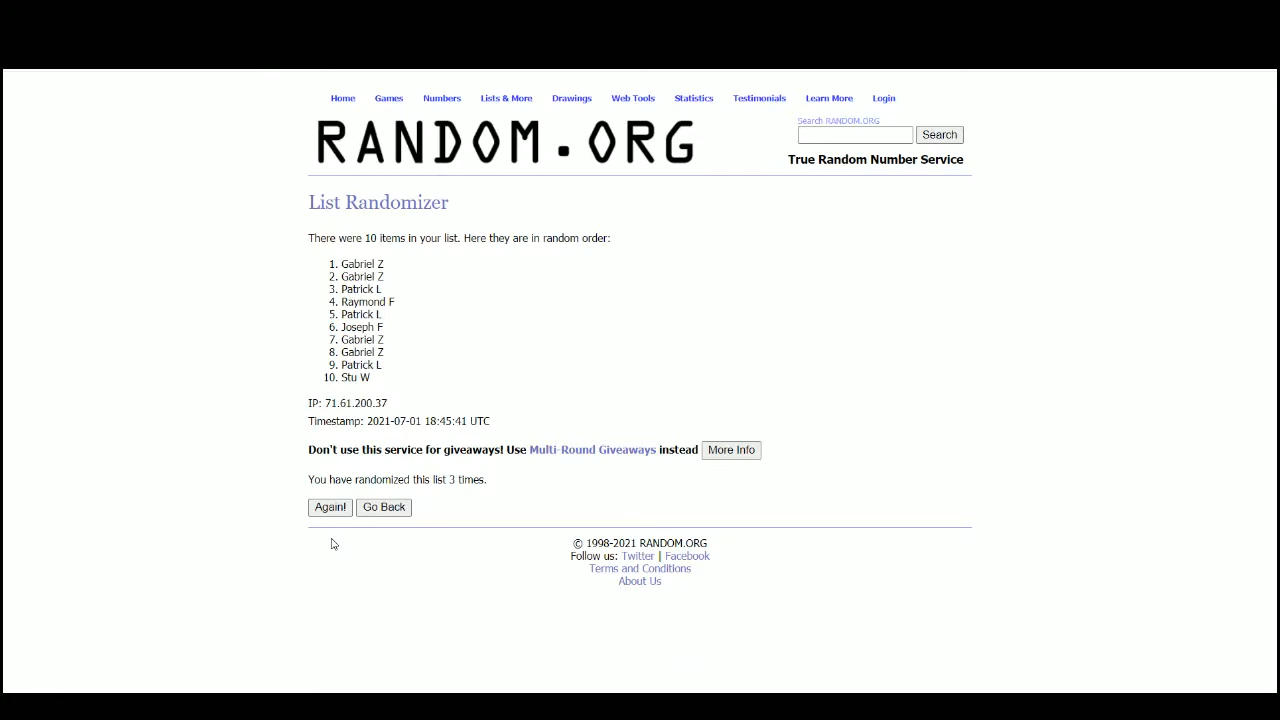 Home Games Numbers Lists & More Drawings Web Tools Statistics Testimonials Learn More Login
RANDOM.ORG
Search RANDOM.ORG
Search
True Random Number Service
List Randomizer
There were 10 items in your list. Here they are in random order:
1. Gabriel Z
2. Gabriel Z
3. Patrick L
4. Raymond F
5. Patrick L
6. Joseph F
7. Gabriel Z
8. Gabriel Z
9. Patrick L
10. Stu W
IP: 71.61.200.37
Timestamp: 2021-07-01 18:45:41 UTC
Don't use this service for giveaways! Use Multi-Round Giveaways instead More Info
You have randomized this list 3 times.
Again! Go Back
© 1998-2021 RANDOM.ORG
Follow us: Twitter | Facebook
Terms and Conditions
About Us